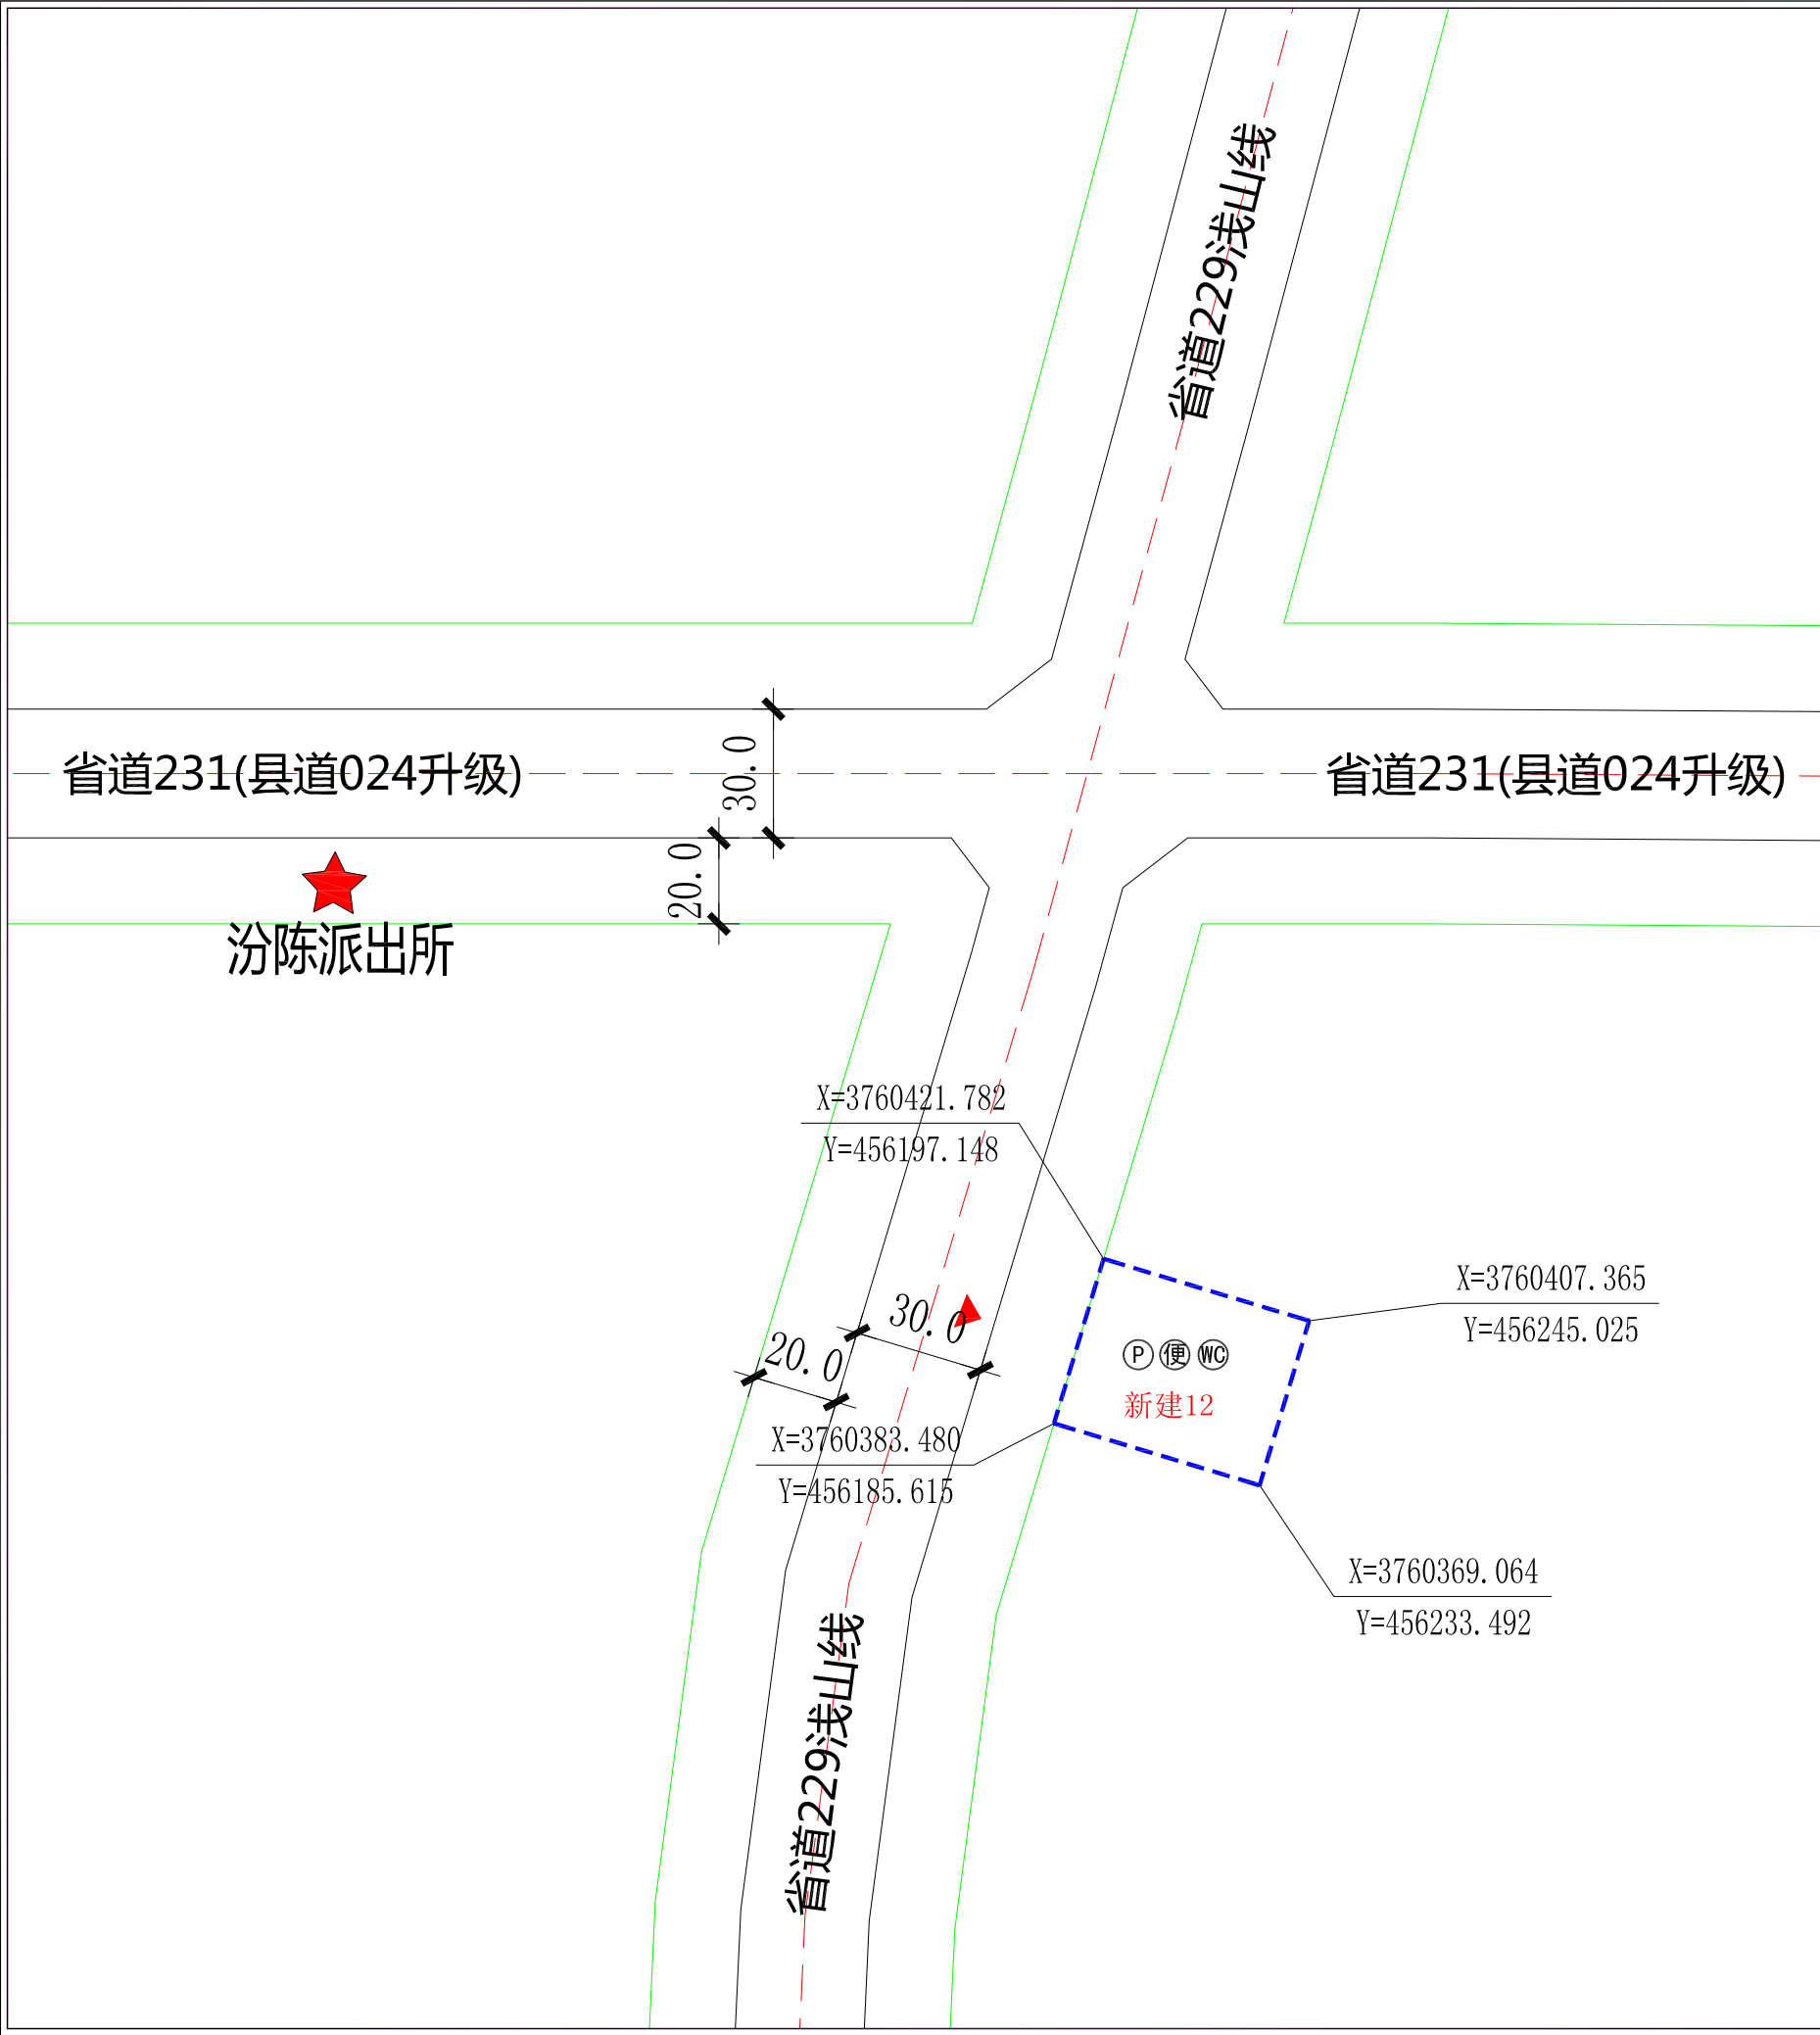 省道229浅山线
省道231(县道024升级)
30.0
省道231(县道024升级)
20.0
汾陈派出所
X=3760421.782
Y=456197.148
X=3760407.365
Y=456245.025
30.0
20.0
P 便 WC
新建12
X=3760383.480
Y=456185.615
X=3760369.064
Y=456233.492
省道229浅山线